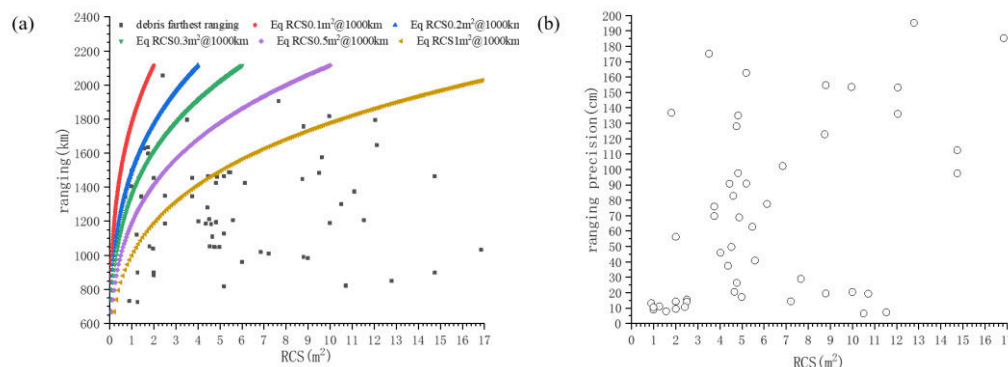 (a)
debris farthest ranging
Eq RCS0.1m²@1000km
Eq RCS0.2m²@1000km
Eq RCS0.3m²@1000km
Eq RCS0.5m²@1000km
Eq RCS1m²@1000km
2400
2200
2000
1800
1600
1400
1200
1000
800
600
ranging(km)
0 1 2 3 4 5 6 7 8 9 10 11 12 13 14 15 16 17
RCS(m²)
(b)
200
190
180
170
160
150
140
130
120
110
100
90
80
70
60
50
40
30
20
10
0
ranging precision(cm)
0 1 2 3 4 5 6 7 8 9 10 11 12 13 14 15 16 17
RCS(m²)